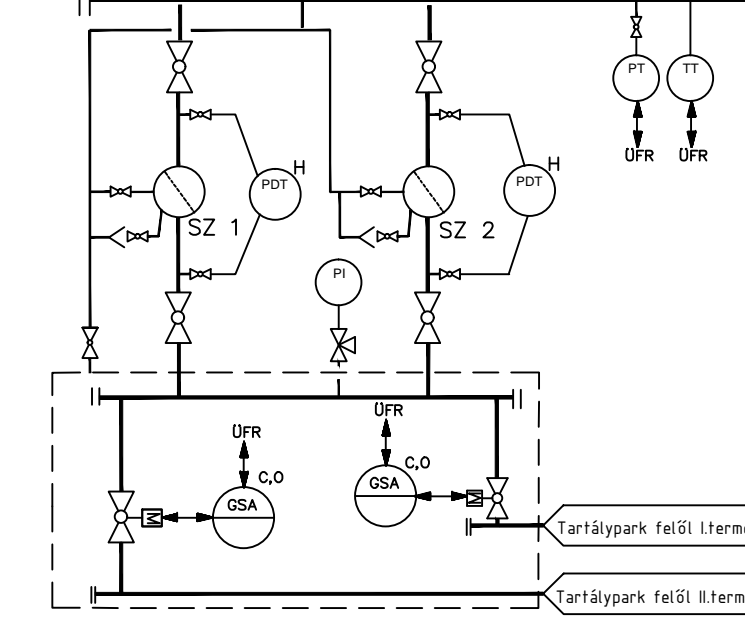 PT
TT
ÜFR
ÜFR
H
PDT
H
PDT
SZ 1
SZ 2
PI
ÜFR
C,O
GSA
M
ÜFR
C,O
GSA
M
Tartálypark felől I.term
Tartálypark felől II.term